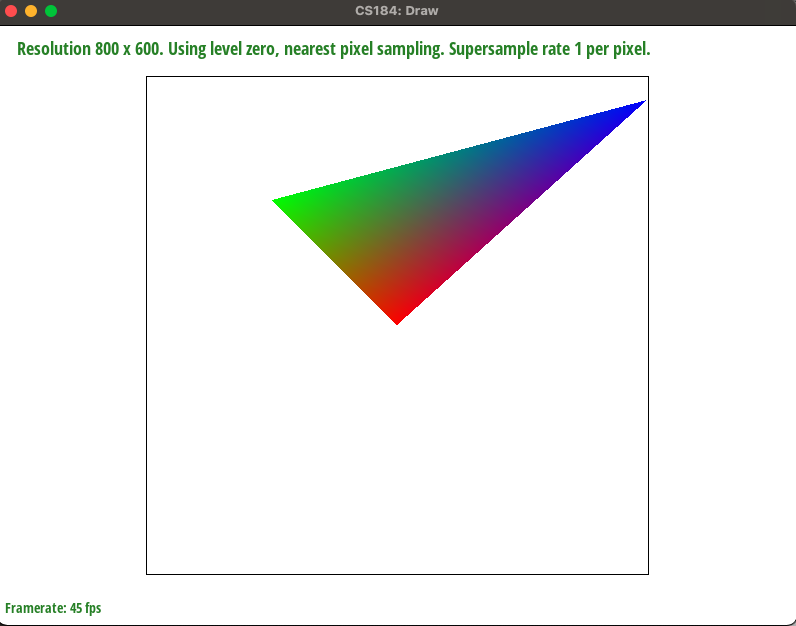 CS184: Draw
Resolution 800 x 600. Using level zero, nearest pixel sampling. Supersample rate 1 per pixel.
Framerate: 45 fps